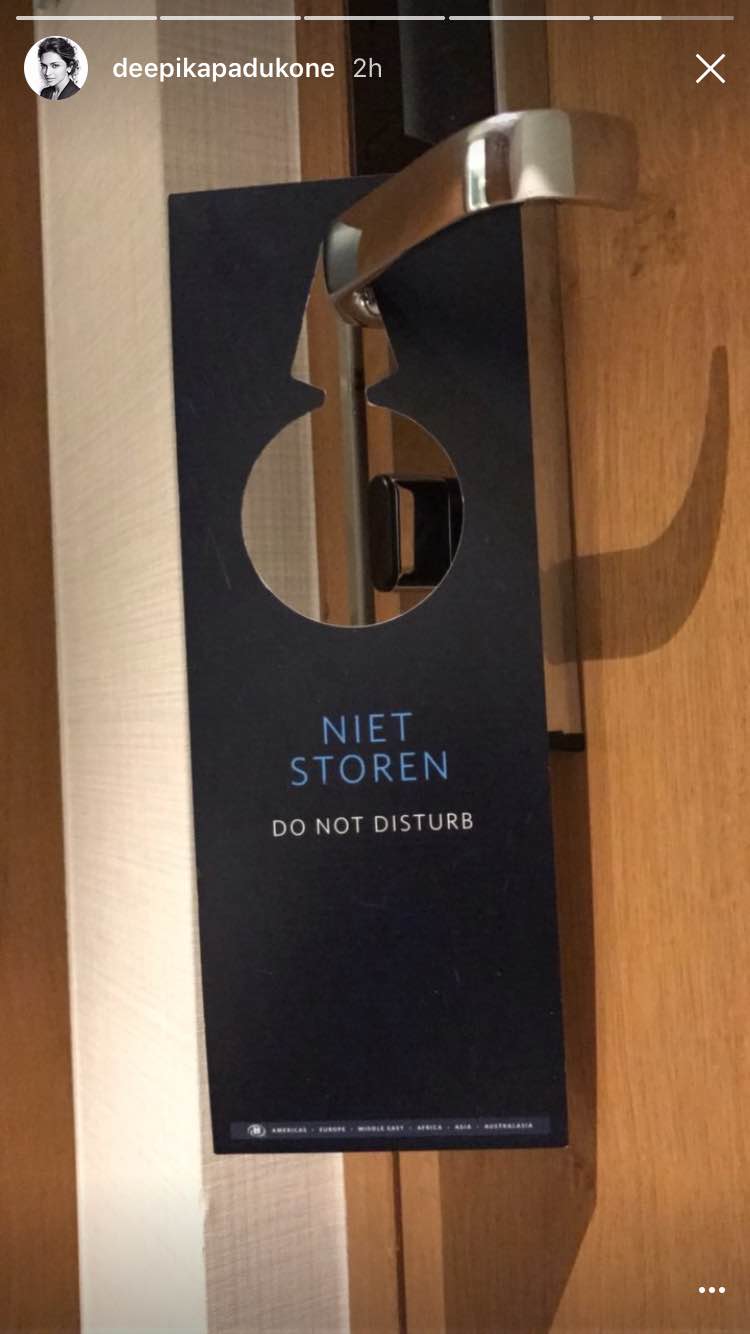 deepikapadukone 2h
NIET
STOREN
DO NOT DISTURB
AMERICAS · EUROPE · MIDDLE EAST · AFRICA · ASIA · AUSTRALASIA